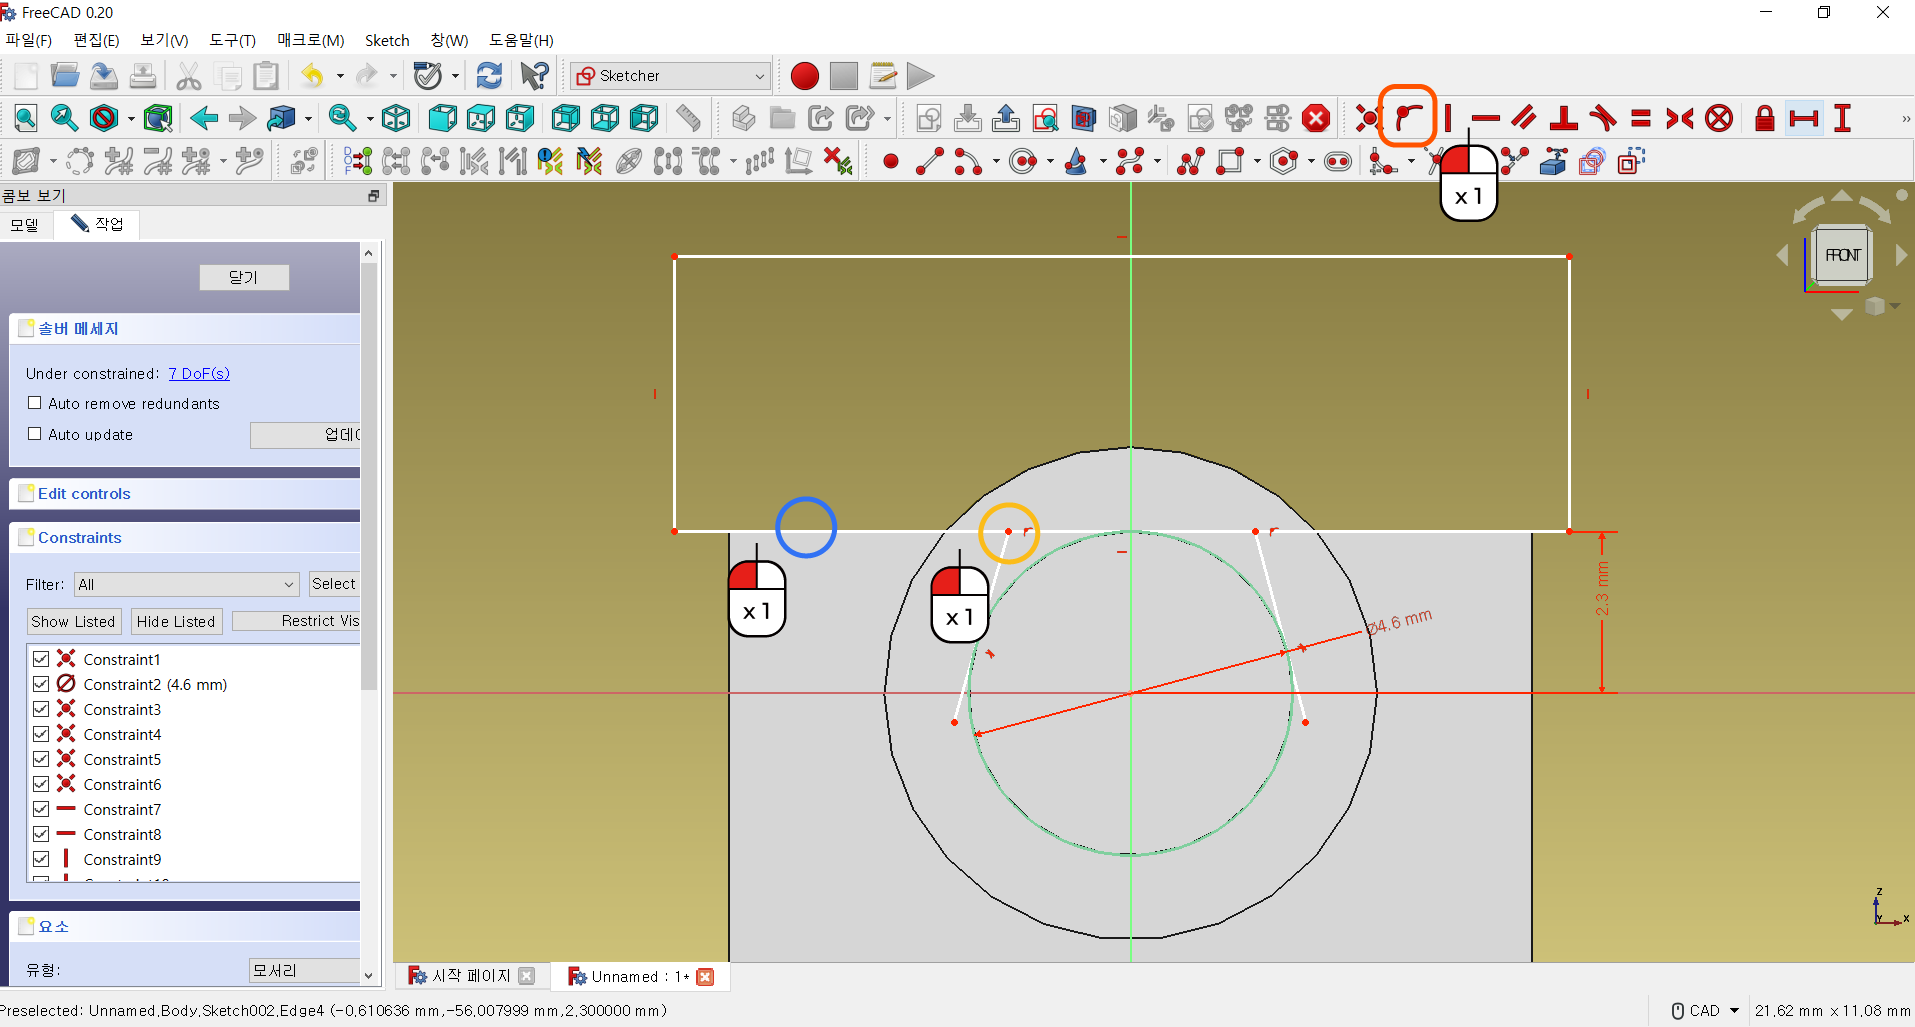 FreeCAD 0.20
파일(F) 편집(E) 보기(V) 도구(T) 매크로(M) Sketch 창(W) 도움말(H)
Sketcher
x 1
콤보 보기
모델 작업
닫기
솔버 메세지
Under constrained: 7 DoF(s)
Auto remove redundants
Auto update
Edit controls
Constraints
Filter: All Select
Show Listed Hide Listed Restrict Vis
Constraint1
Constraint2 (4.6 mm)
Constraint3
Constraint4
Constraint5
Constraint6
Constraint7
Constraint8
Constraint9
요소
유형: 모서리
FRONT
x 1
x 1
2.3 mm
Ø4.6 mm
z
Y
x
시작 페이지 Unnamed : 1*
Preselected: Unnamed.Body.Sketch002.Edge4 (-0.610636 mm,-56.007999 mm,2.300000 mm)
CAD 21.62 mm x 11.08 mm